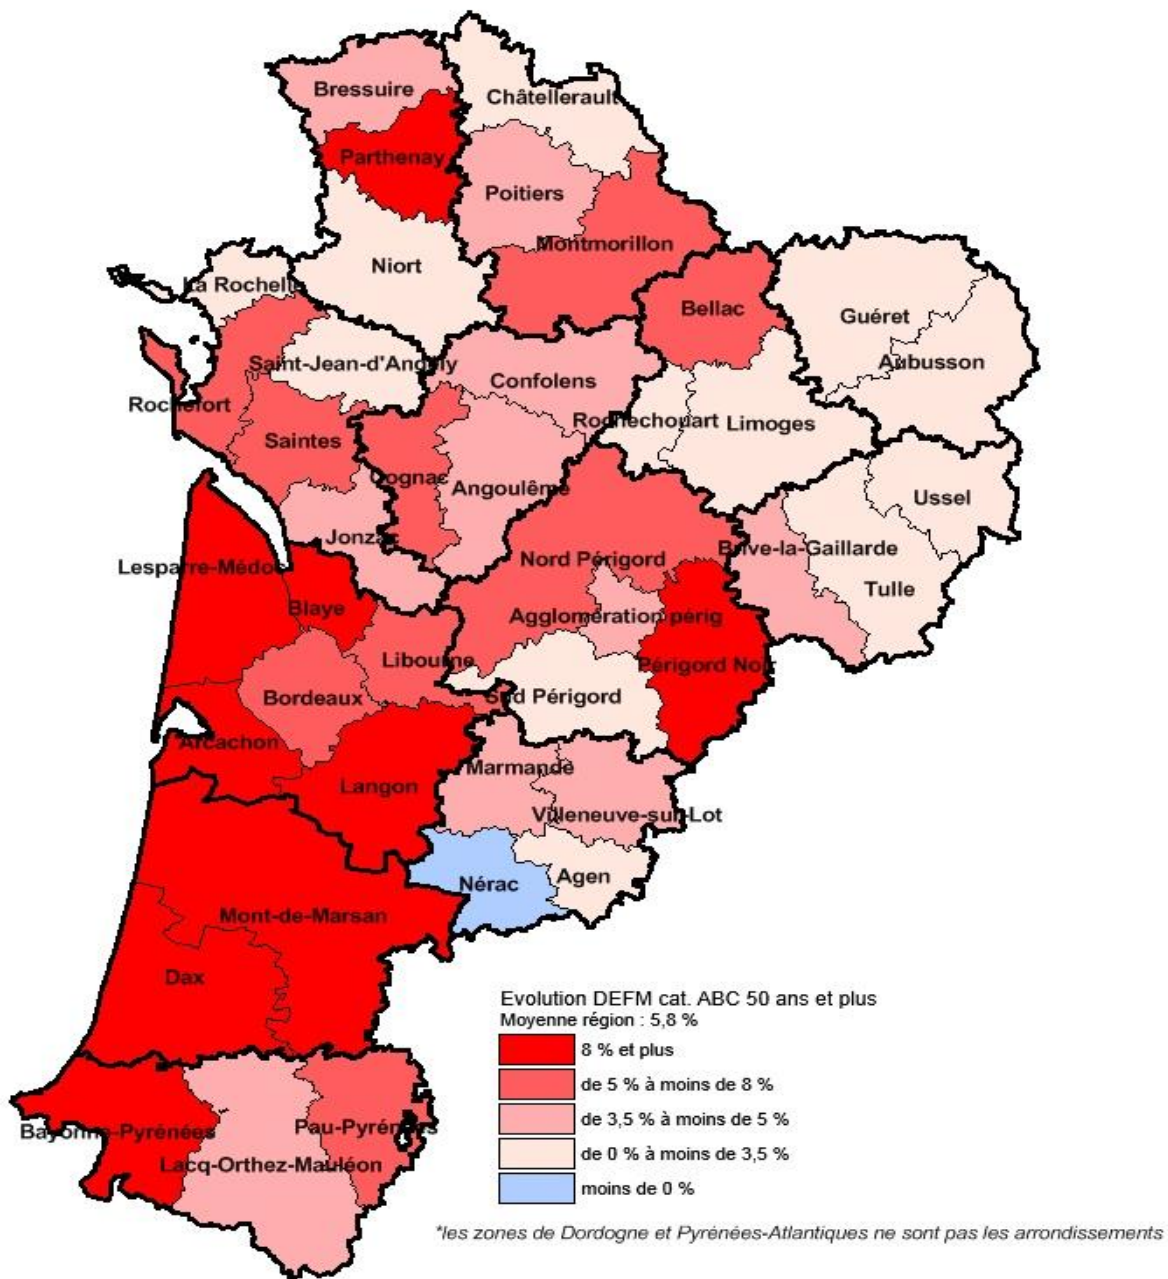 Bressuire
Châtellerault
Parthenay
Poitiers
Montmorillon
Niort
La Rochelle
Bellac
Guéret
Saint-Jean-d'Angély
Aubusson
Confolens
Rochefort
Rochechouart
Limoges
Saintes
Cognac
Angoulême
Ussel
Jonzac
Brive-la-Gaillarde
Nord Périgord
Lesparre-Médoc
Tulle
Blaye
Agglomération périg
Libourne
Périgord Noir
Bordeaux
Sud Périgord
Arcachon
Marmande
Langon
Villeneuve-sur-Lot
Nérac
Agen
Mont-de-Marsan
Dax
Evolution DEFM cat. ABC 50 ans et plus
Moyenne région : 5,8 %
8 % et plus
de 5 % à moins de 8 %
de 3,5 % à moins de 5 %
de 0 % à moins de 3,5 %
moins de 0 %
Bayonne-Pyrénées
Pau-Pyrénées
Lacq-Orthez-Mauléon
*les zones de Dordogne et Pyrénées-Atlantiques ne sont pas les arrondissements